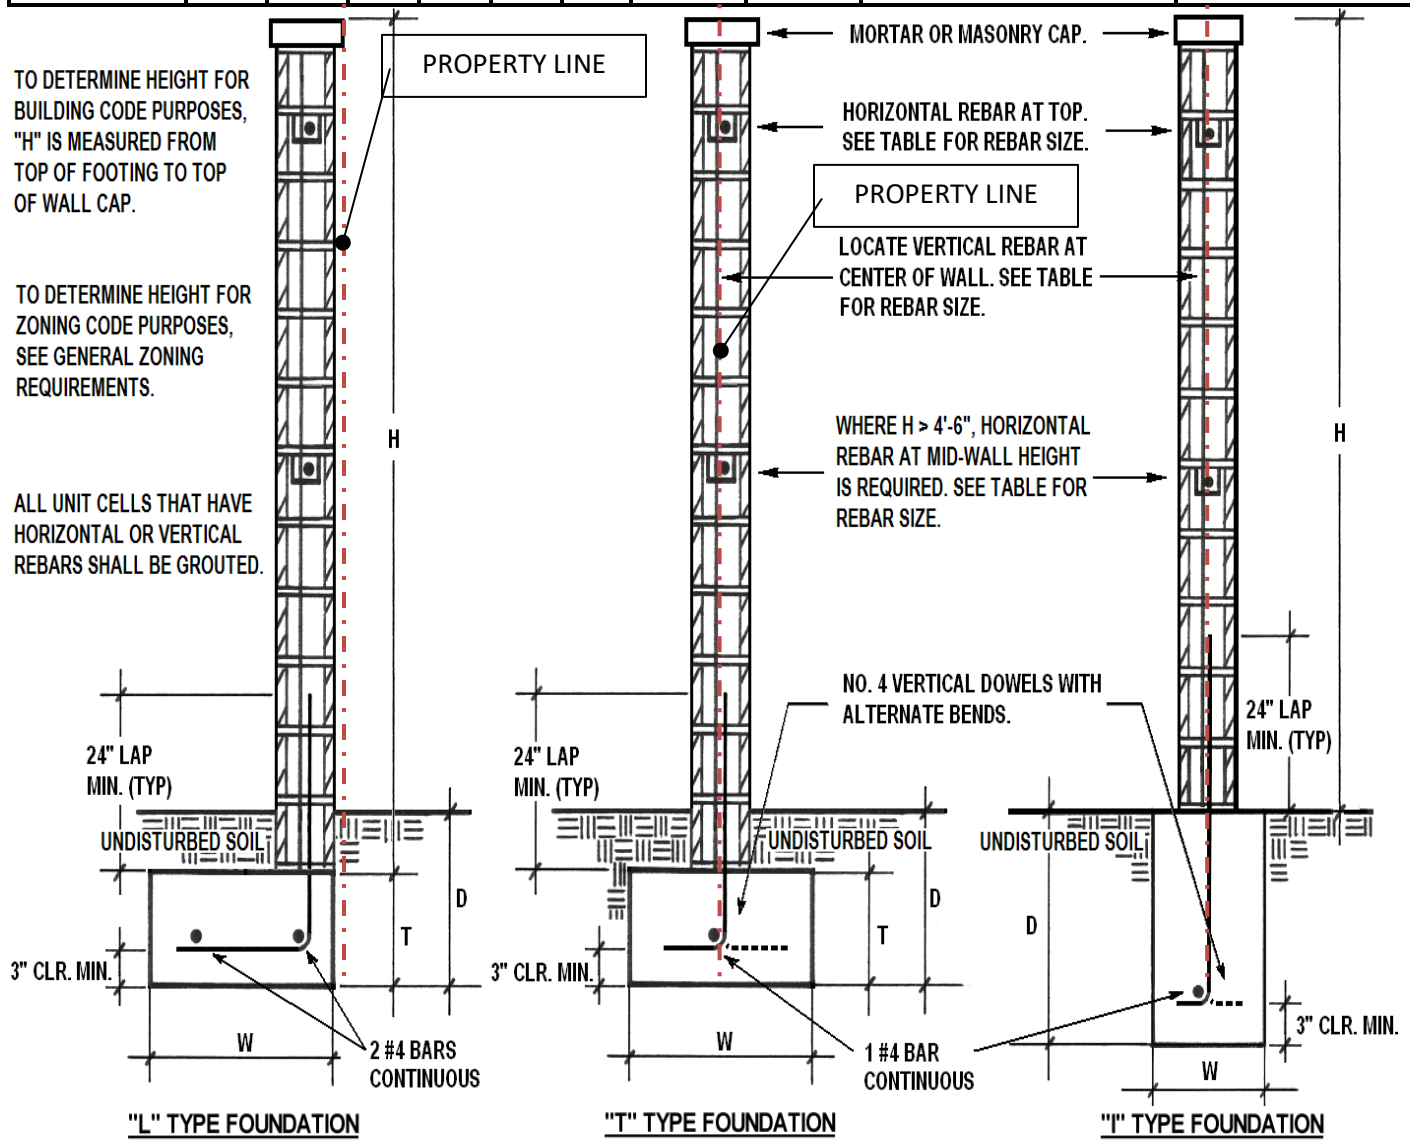 PROPERTY LINE
MORTAR OR MASONRY CAP.
TO DETERMINE HEIGHT FOR
BUILDING CODE PURPOSES,
"H" IS MEASURED FROM
TOP OF FOOTING TO TOP
OF WALL CAP.
HORIZONTAL REBAR AT TOP.
SEE TABLE FOR REBAR SIZE.
PROPERTY LINE
LOCATE VERTICAL REBAR AT
CENTER OF WALL. SEE TABLE
FOR REBAR SIZE.
TO DETERMINE HEIGHT FOR
ZONING CODE PURPOSES,
SEE GENERAL ZONING
REQUIREMENTS.
H
WHERE H > 4'-6", HORIZONTAL
REBAR AT MID-WALL HEIGHT
IS REQUIRED. SEE TABLE FOR
REBAR SIZE.
H
ALL UNIT CELLS THAT HAVE
HORIZONTAL OR VERTICAL
REBARS SHALL BE GROUTED.
NO. 4 VERTICAL DOWELS WITH
ALTERNATE BENDS.
24" LAP
MIN. (TYP)
24" LAP
MIN. (TYP)
24" LAP
MIN. (TYP)
UNDISTURBED SOIL
UNDISTURBED SOIL
UNDISTURBED SOIL
D
T
D
T
D
3" CLR. MIN.
3" CLR. MIN.
3" CLR. MIN.
W
W
W
2 #4 BARS
CONTINUOUS
1 #4 BAR
CONTINUOUS
"L" TYPE FOUNDATION
"T" TYPE FOUNDATION
"I" TYPE FOUNDATION